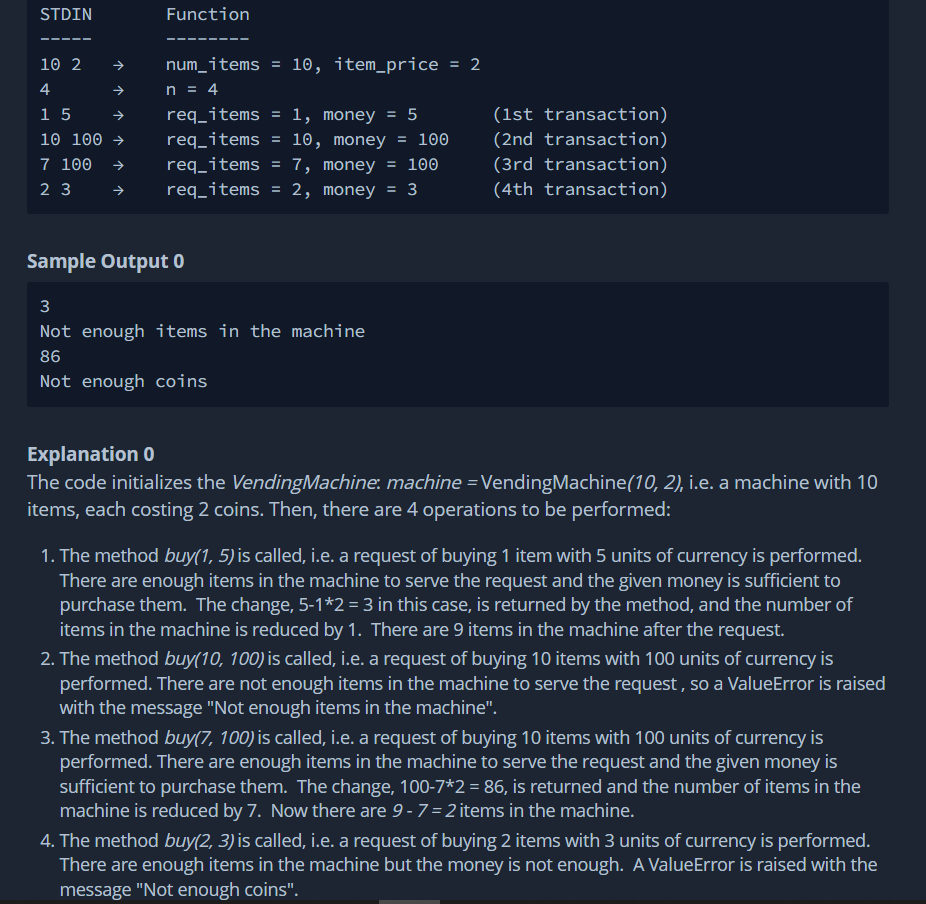 STDIN Function
----- --------
10 2 → num_items = 10, item_price = 2
4 → n = 4
1 5 → req_items = 1, money = 5 (1st transaction)
10 100 → req_items = 10, money = 100 (2nd transaction)
7 100 → req_items = 7, money = 100 (3rd transaction)
2 3 → req_items = 2, money = 3 (4th transaction)
Sample Output 0
3
Not enough items in the machine
86
Not enough coins
Explanation 0
The code initializes the VendingMachine: machine = VendingMachine(10, 2), i.e. a machine with 10
items, each costing 2 coins. Then, there are 4 operations to be performed:
1. The method buy(1, 5) is called, i.e. a request of buying 1 item with 5 units of currency is performed.
There are enough items in the machine to serve the request and the given money is sufficient to
purchase them. The change, 5-1*2 = 3 in this case, is returned by the method, and the number of
items in the machine is reduced by 1. There are 9 items in the machine after the request.
2. The method buy(10, 100) is called, i.e. a request of buying 10 items with 100 units of currency is
performed. There are not enough items in the machine to serve the request , so a ValueError is raised
with the message "Not enough items in the machine".
3. The method buy(7, 100) is called, i.e. a request of buying 10 items with 100 units of currency is
performed. There are enough items in the machine to serve the request and the given money is
sufficient to purchase them. The change, 100-7*2 = 86, is returned and the number of items in the
machine is reduced by 7. Now there are 9 - 7 = 2 items in the machine.
4. The method buy(2, 3) is called, i.e. a request of buying 2 items with 3 units of currency is performed.
There are enough items in the machine but the money is not enough. A ValueError is raised with the
message "Not enough coins".